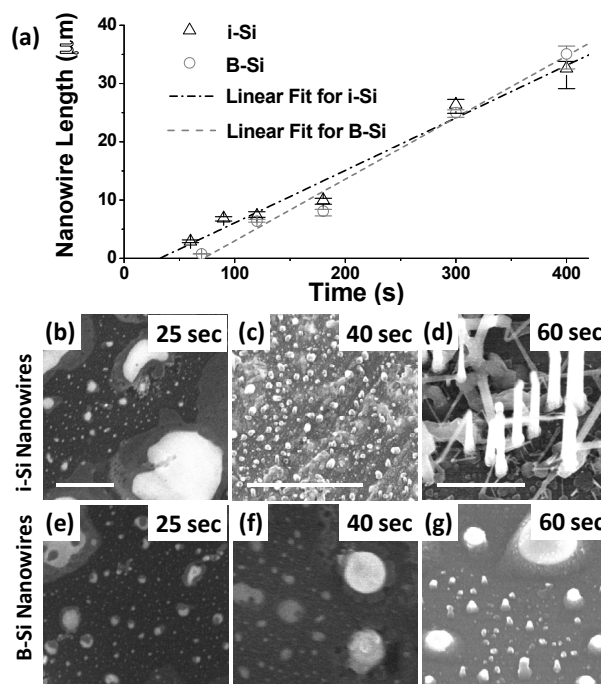 (a)
Nanowire Length (μm)
40
30
20
10
0
i-Si
B-Si
Linear Fit for i-Si
Linear Fit for B-Si
0
100
200
300
400
Time (s)
i-Si Nanowires
(b) 25 sec
(c) 40 sec
(d) 60 sec
B-Si Nanowires
(e) 25 sec
(f) 40 sec
(g) 60 sec